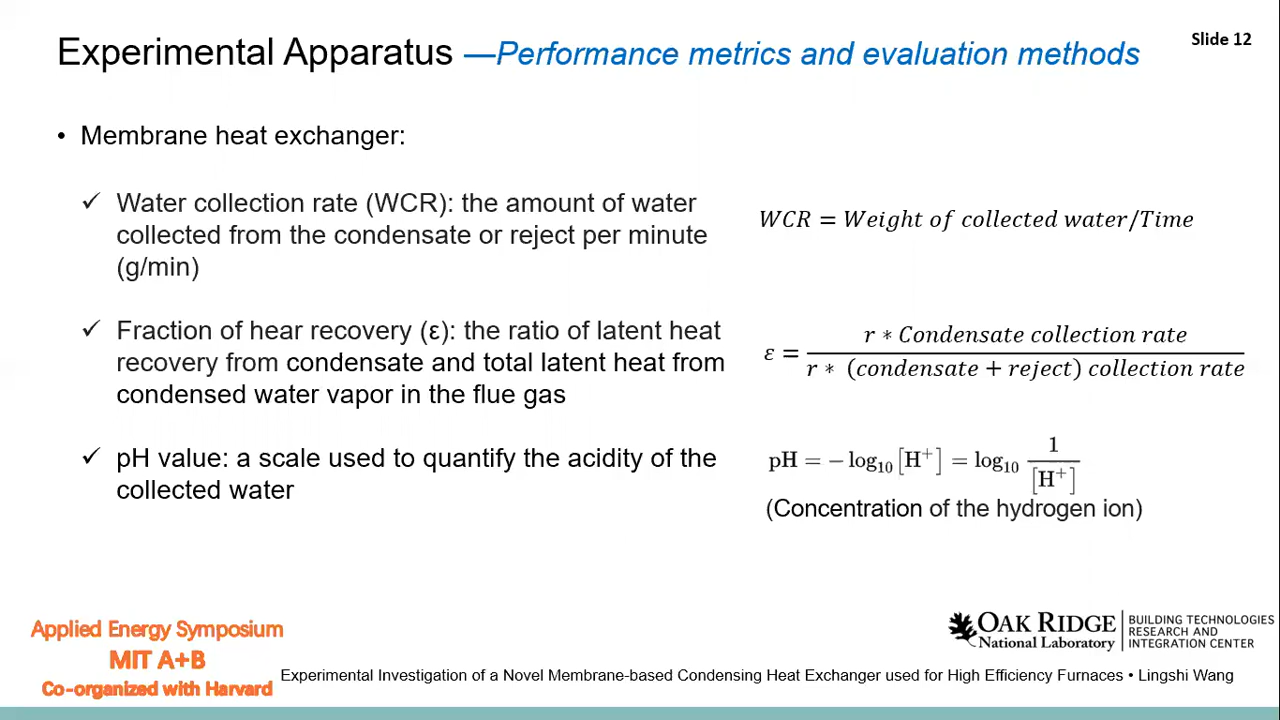 Experimental Apparatus —Performance metrics and evaluation methods
Slide 12
• Membrane heat exchanger:
✓ Water collection rate (WCR): the amount of water
collected from the condensate or reject per minute
(g/min)
WCR = Weight of collected water/Time
✓ Fraction of hear recovery (ε): the ratio of latent heat
recovery from condensate and total latent heat from
condensed water vapor in the flue gas
ε = r * Condensate collection rate / r * (condensate + reject) collection rate
✓ pH value: a scale used to quantify the acidity of the
collected water
pH = − log₁₀ [H⁺] = log₁₀ 1/[H⁺]
(Concentration of the hydrogen ion)
Applied Energy Symposium
MIT A+B
Co-organized with Harvard
OAK RIDGE
National Laboratory
BUILDING TECHNOLOGIES
RESEARCH AND
INTEGRATION CENTER
Experimental Investigation of a Novel Membrane-based Condensing Heat Exchanger used for High Efficiency Furnaces • Lingshi Wang